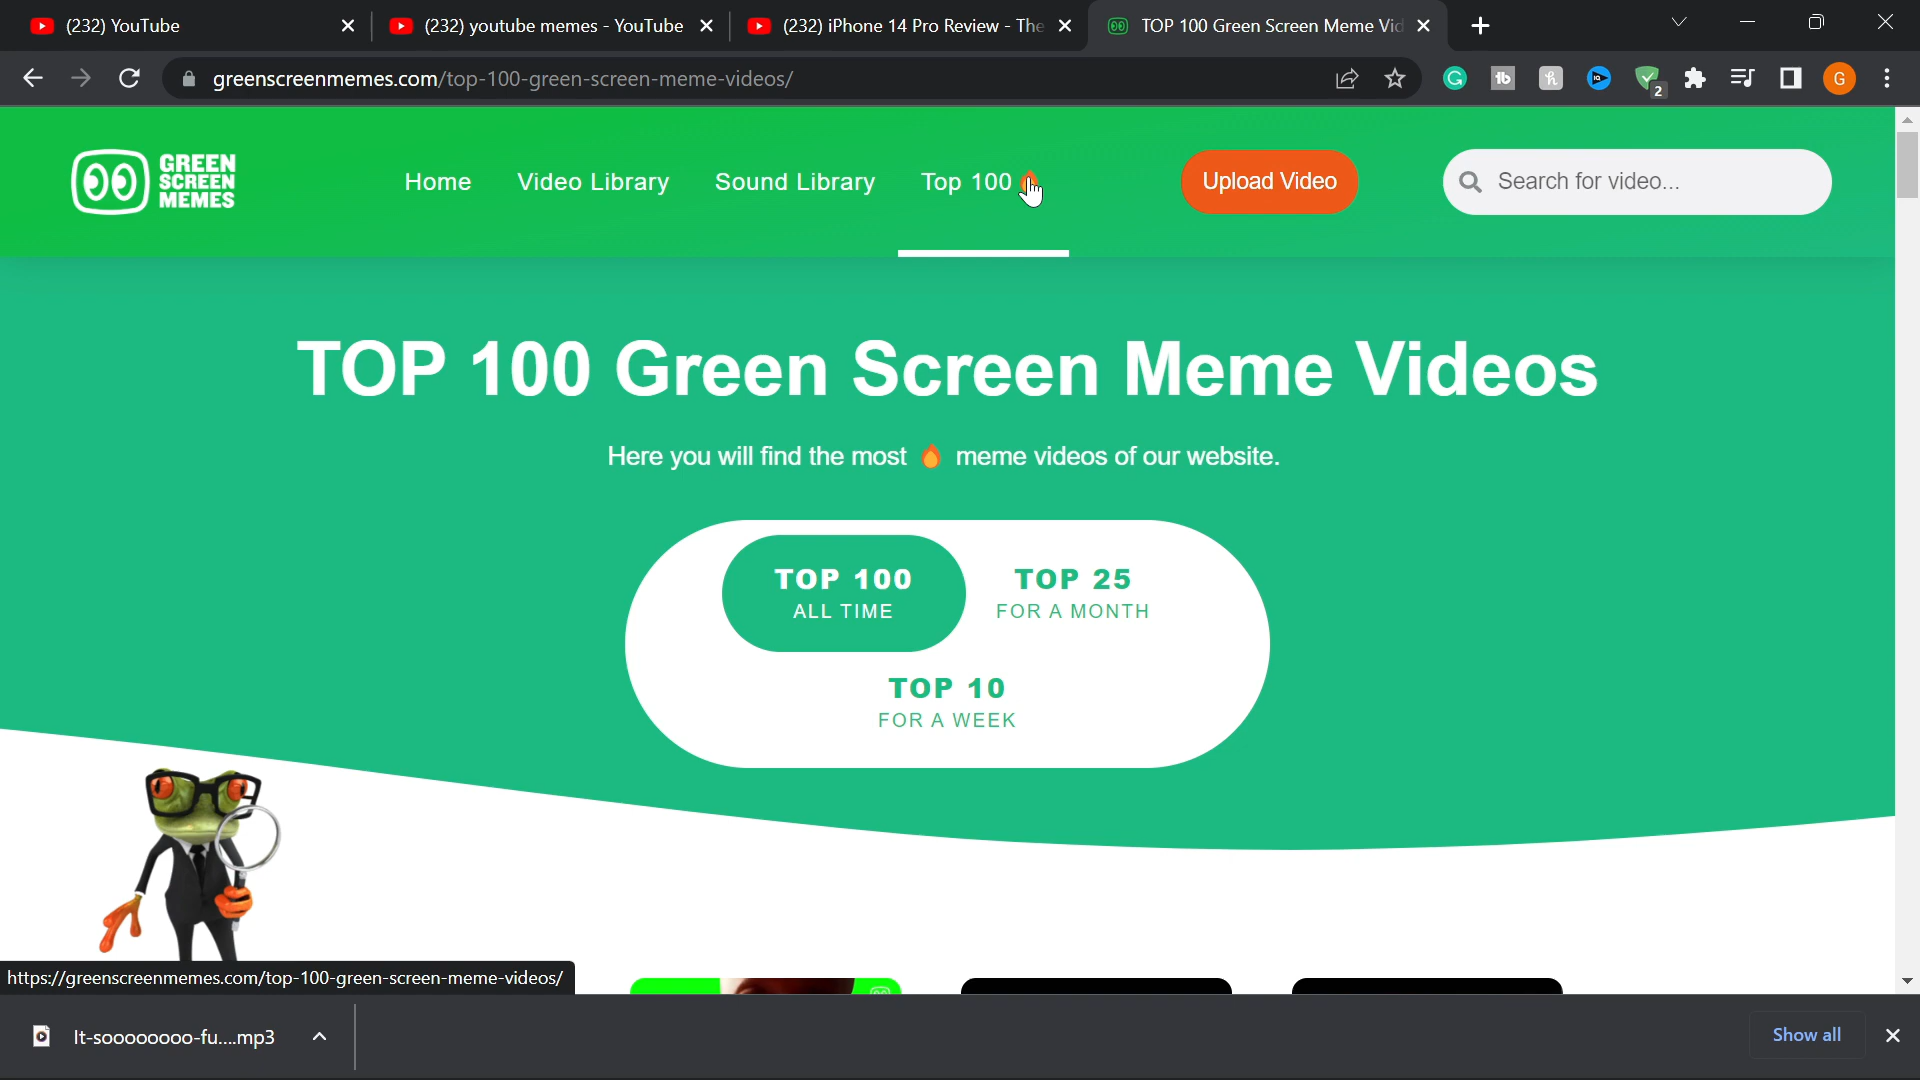 (232) YouTube
(232) youtube memes - YouTube
(232) iPhone 14 Pro Review - The
TOP 100 Green Screen Meme Vid
greenscreenmemes.com/top-100-green-screen-meme-videos/
2
G
GREEN
SCREEN
MEMES
Home
Video Library
Sound Library
Top 100
Upload Video
Search for video...
TOP 100 Green Screen Meme Videos
Here you will find the most 🔥 meme videos of our website.
TOP 100
ALL TIME
TOP 25
FOR A MONTH
TOP 10
FOR A WEEK
https://greenscreenmemes.com/top-100-green-screen-meme-videos/
It-soooooooo-fu....mp3
Show all